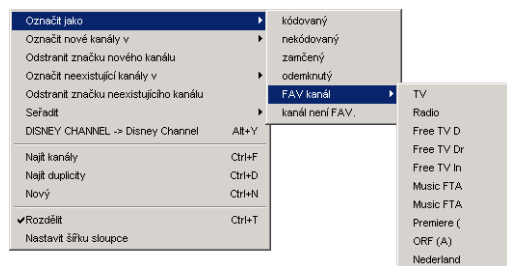 Označit jako
Označit nové kanály v
Odstranit značku nového kanálu
Označit neexistující kanály v
Odstranit značku neexistujícího kanálu
Seřadit
DISNEY CHANNEL -> Disney Channel Alt+Y
Najít kanály Ctrl+F
Najít duplicity Ctrl+D
Nový Ctrl+N
✔Rozdělit Ctrl+T
Nastavit šířku sloupce
kódovaný
nekódovaný
zamčený
odemknutý
FAV kanál
kanál není FAV.
TV
Radio
Free TV D
Free TV Dr
Free TV In
Music FTA
Music FTA
Premiere (
ORF (A)
Nederland